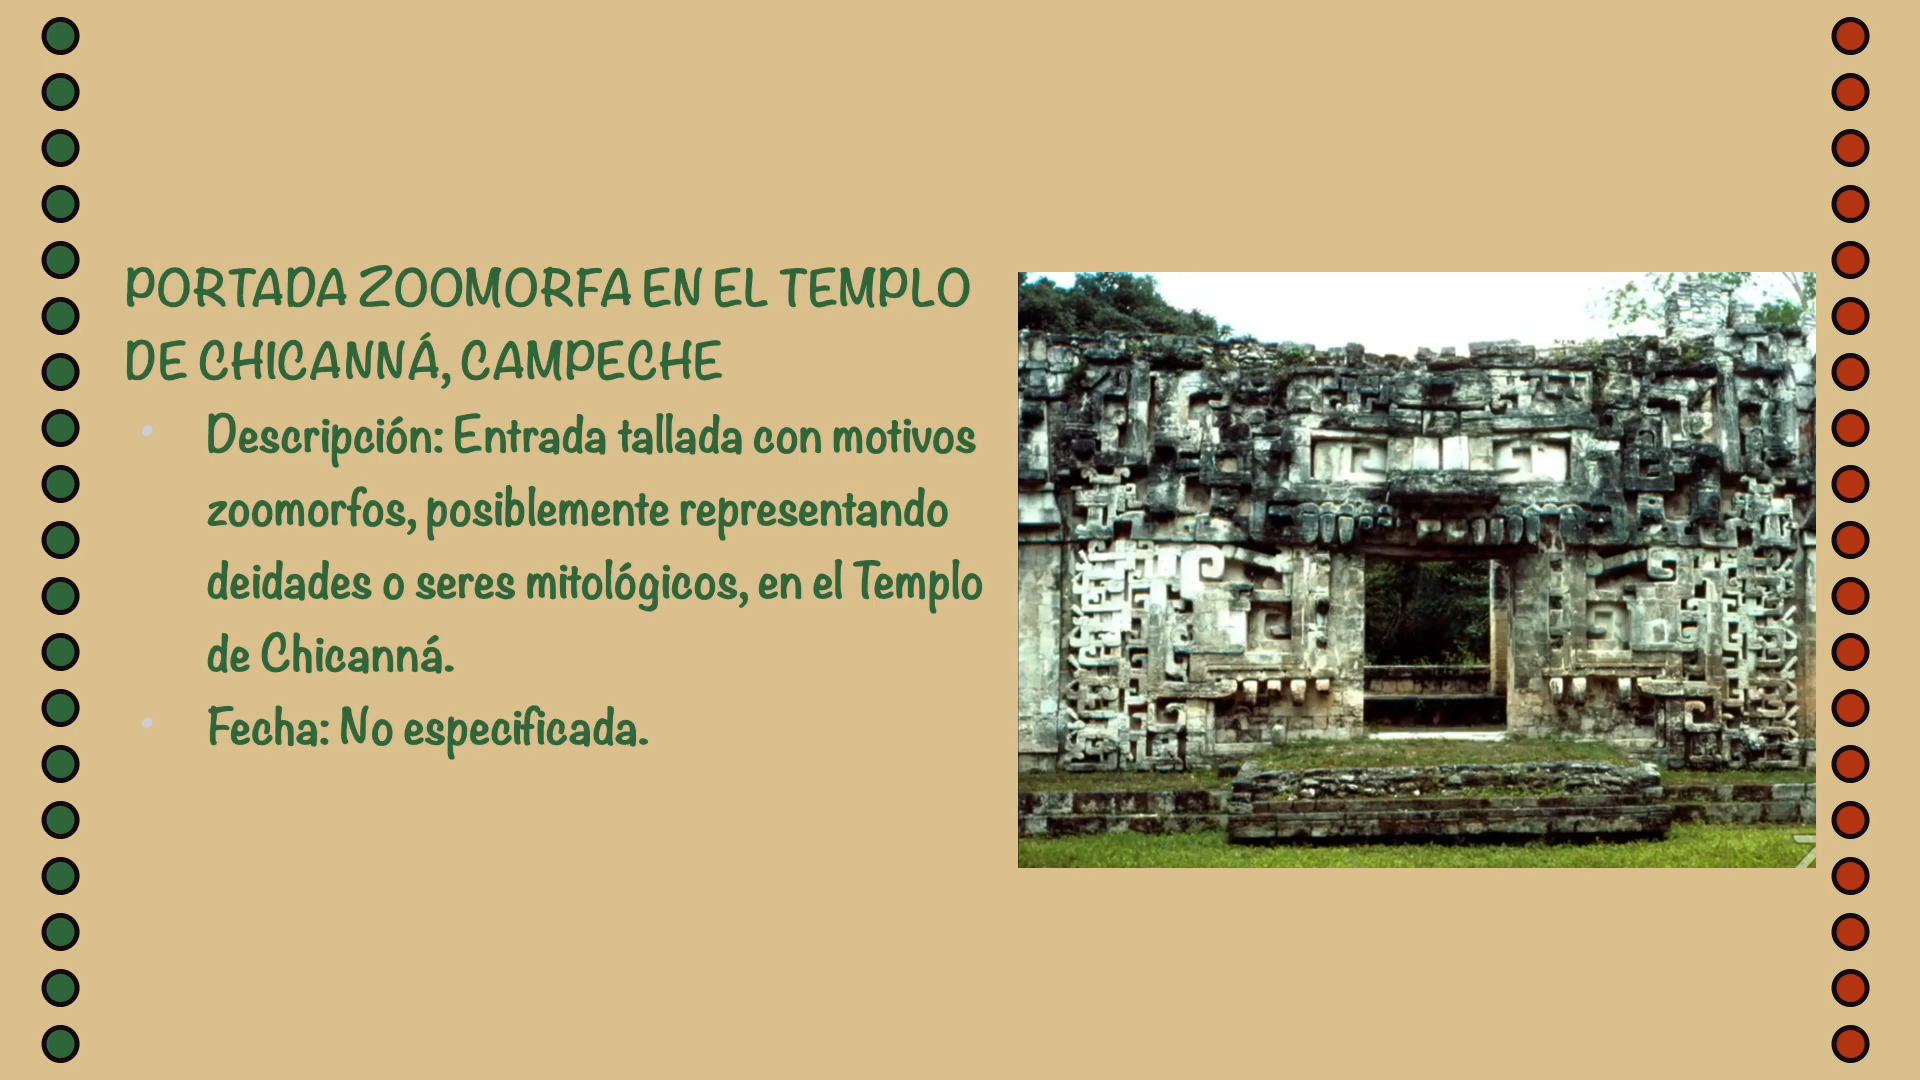 PORTADA ZOOMORFA EN EL TEMPLO
DE CHICANNÁ, CAMPECHE
• Descripción: Entrada tallada con motivos
zoomorfos, posiblemente representando
deidades o seres mitológicos, en el Templo
de Chicanná.
• Fecha: No especificada.